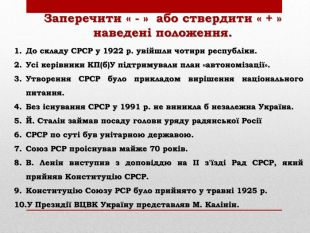 Заперечити « - » або ствердити « + »
наведені положення.
1. До складу СРСР у 1922 р. увійшли чотири республіки.
2. Усі керівники КП(б)У підтримували план «автономізації».
3. Утворення СРСР було прикладом вирішення національного
питання.
4. Без існування СРСР у 1991 р. не виникла б незалежна Україна.
5. Й. Сталін займав посаду голови уряду радянської Росії
6. СРСР по суті був унітарною державою.
7. Союз РСР проіснував майже 70 років.
8. В. Ленін виступив з доповіддю на II з'їзді Рад СРСР, який
прийняв Конституцію СРСР.
9. Конституцію Союзу РСР було прийнято у травні 1925 р.
10.У Президії ВЦВК Україну представляв М. Калінін.